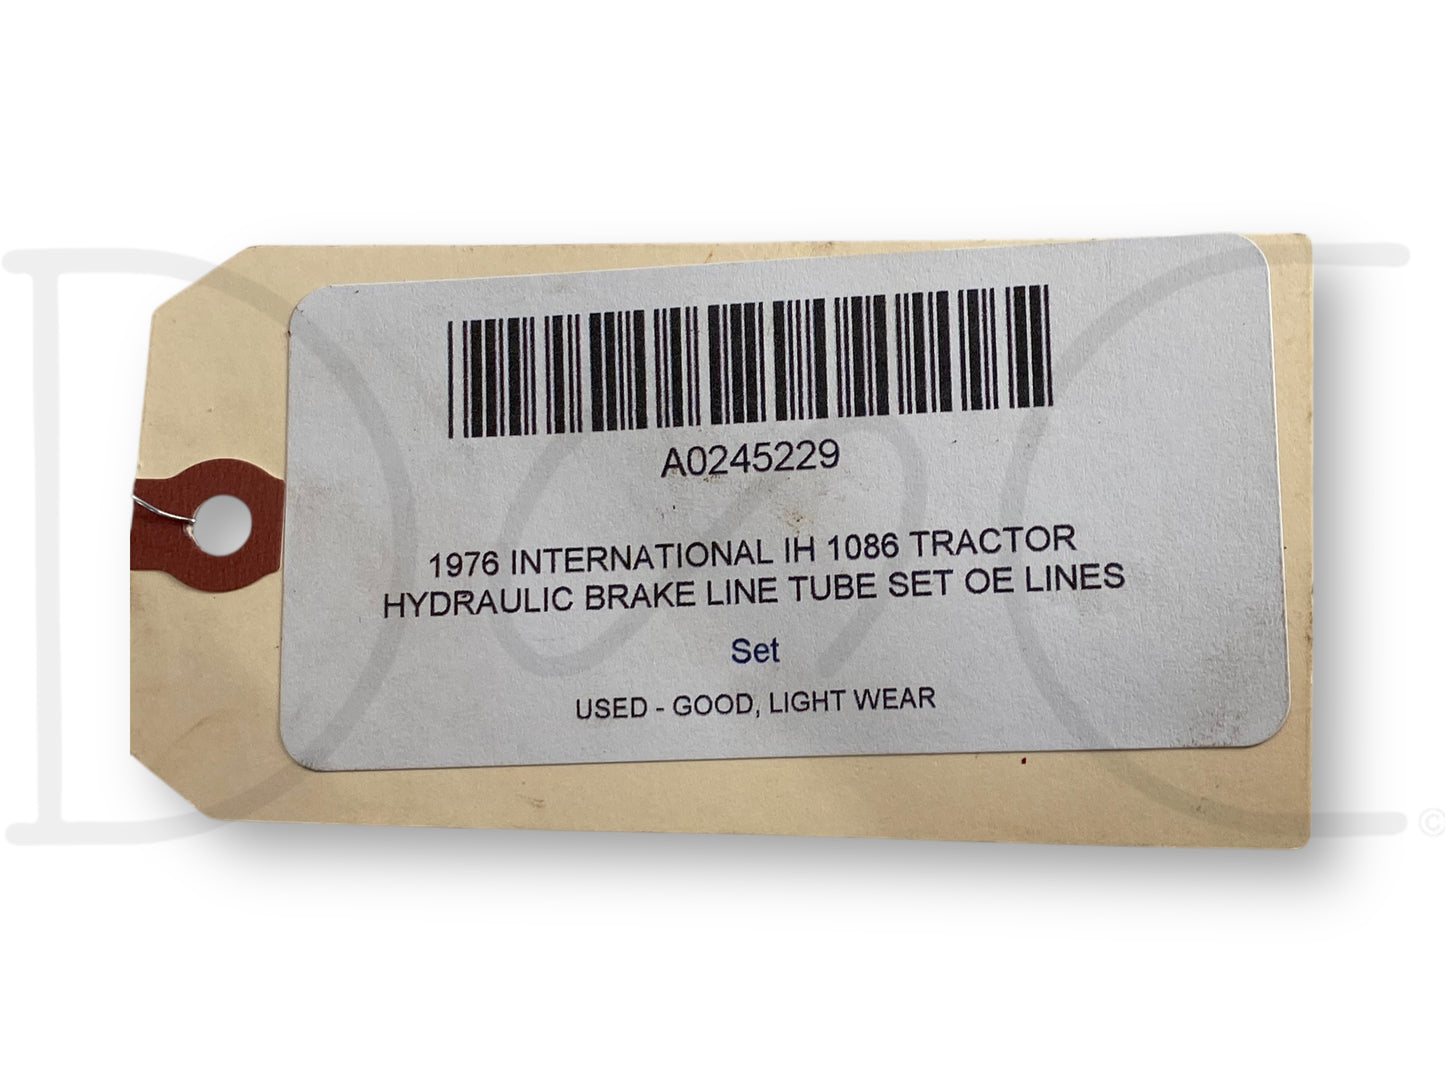 A0245229
1976 INTERNATIONAL IH 1086 TRACTOR
HYDRAULIC BRAKE LINE TUBE SET OE LINES
Set
USED - GOOD, LIGHT WEAR
D C
©